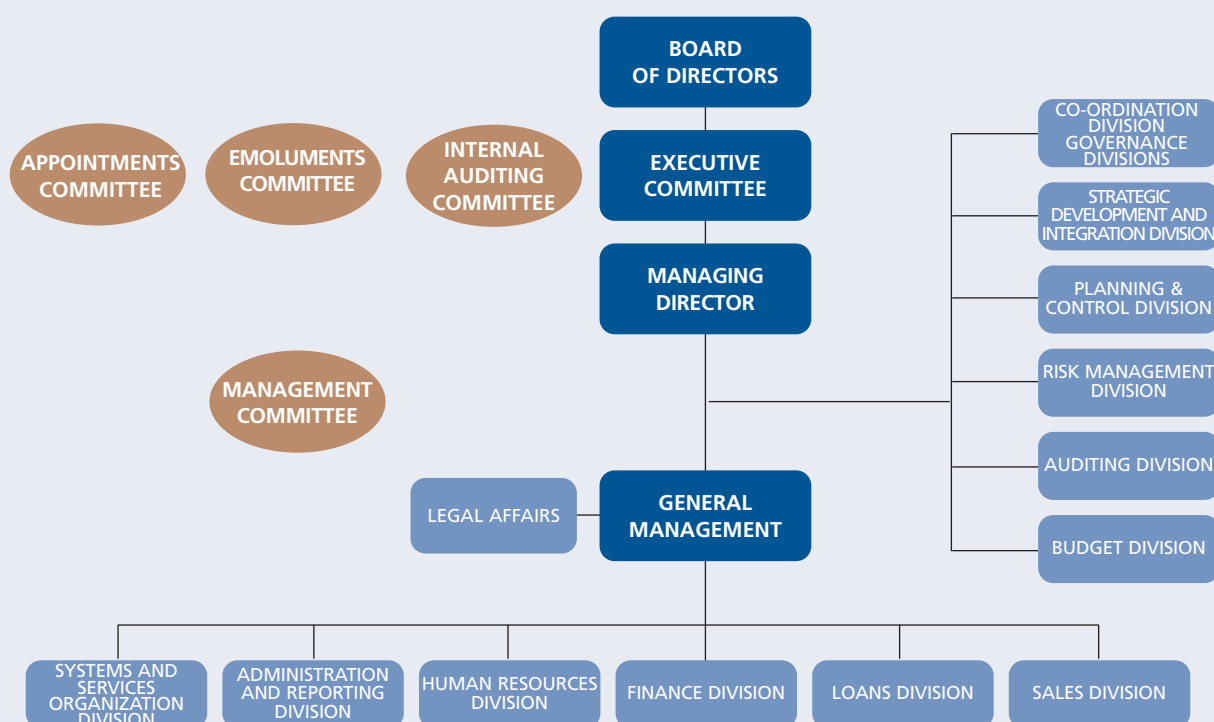 BOARD
OF DIRECTORS
APPOINTMENTS
COMMITTEE
EMOLUMENTS
COMMITTEE
INTERNAL
AUDITING
COMMITTEE
EXECUTIVE
COMMITTEE
MANAGING
DIRECTOR
CO-ORDINATION
DIVISION
GOVERNANCE
DIVISIONS
STRATEGIC
DEVELOPMENT AND
INTEGRATION DIVISION
PLANNING &
CONTROL DIVISION
RISK MANAGEMENT
DIVISION
AUDITING DIVISION
BUDGET DIVISION
MANAGEMENT
COMMITTEE
LEGAL AFFAIRS
GENERAL
MANAGEMENT
SYSTEMS AND
SERVICES
ORGANIZATION
DIVISION
ADMINISTRATION
AND REPORTING
DIVISION
HUMAN RESOURCES
DIVISION
FINANCE DIVISION
LOANS DIVISION
SALES DIVISION